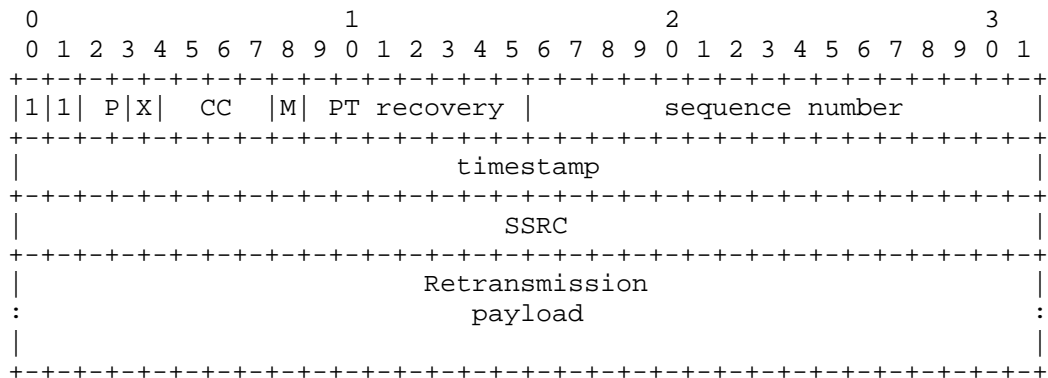 0                   1                   2                   3
 0 1 2 3 4 5 6 7 8 9 0 1 2 3 4 5 6 7 8 9 0 1 2 3 4 5 6 7 8 9 0 1
+-+-+-+-+-+-+-+-+-+-+-+-+-+-+-+-+-+-+-+-+-+-+-+-+-+-+-+-+-+-+-+-+
|1|1| P|X|  CC   |M| PT recovery |        sequence number        |
+-+-+-+-+-+-+-+-+-+-+-+-+-+-+-+-+-+-+-+-+-+-+-+-+-+-+-+-+-+-+-+-+
|                           timestamp                           |
+-+-+-+-+-+-+-+-+-+-+-+-+-+-+-+-+-+-+-+-+-+-+-+-+-+-+-+-+-+-+-+-+
|                              SSRC                             |
+-+-+-+-+-+-+-+-+-+-+-+-+-+-+-+-+-+-+-+-+-+-+-+-+-+-+-+-+-+-+-+-+
|                         Retransmission                        |
:                            payload                            :
|                                                               |
+-+-+-+-+-+-+-+-+-+-+-+-+-+-+-+-+-+-+-+-+-+-+-+-+-+-+-+-+-+-+-+-+